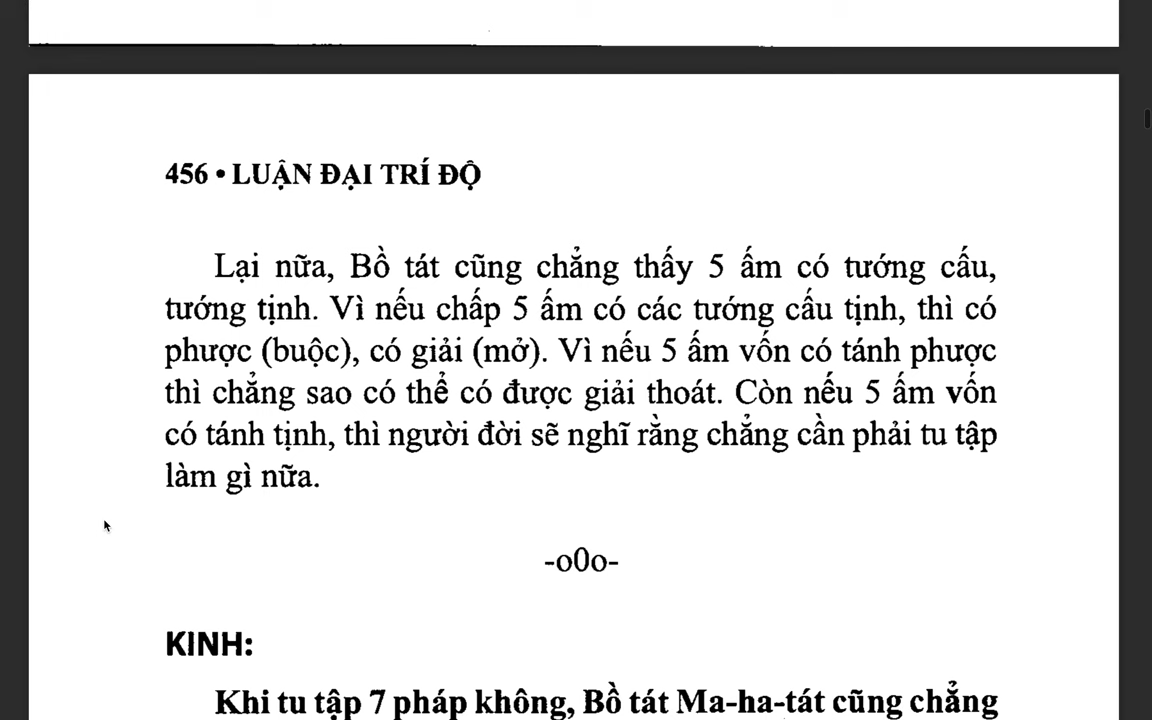 456 • LUẬN ĐẠI TRÍ ĐỘ
Lại nữa, Bồ tát cũng chẳng thấy 5 ấm có tướng cấu,
tướng tịnh. Vì nếu chấp 5 ấm có các tướng cấu tịnh, thì có
phược (buộc), có giải (mở). Vì nếu 5 ấm vốn có tánh phược
thì chẳng sao có thể có được giải thoát. Còn nếu 5 ấm vốn
có tánh tịnh, thì người đời sẽ nghĩ rằng chẳng cần phải tu tập
làm gì nữa.
-o0o-
KINH:
Khi tu tập 7 pháp không, Bồ tát Ma-ha-tát cũng chẳng